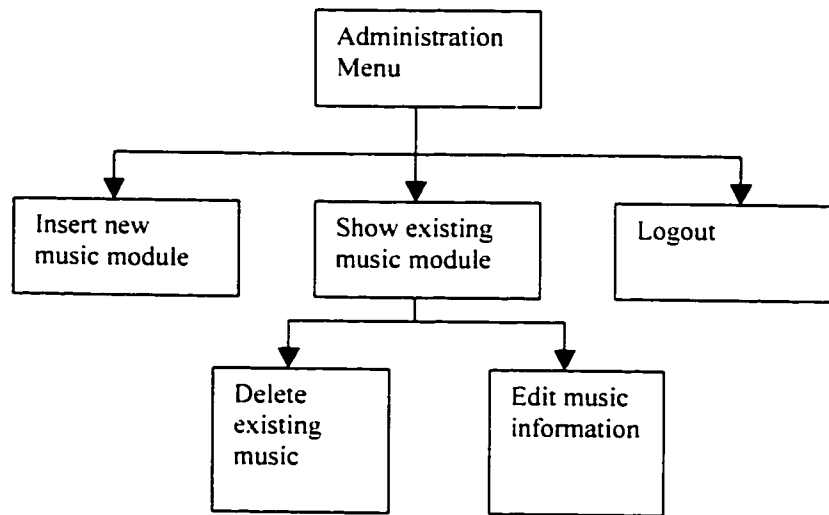 Administration
Menu
Insert new
music module
Show existing
music module
Logout
Delete
existing
music
Edit music
information